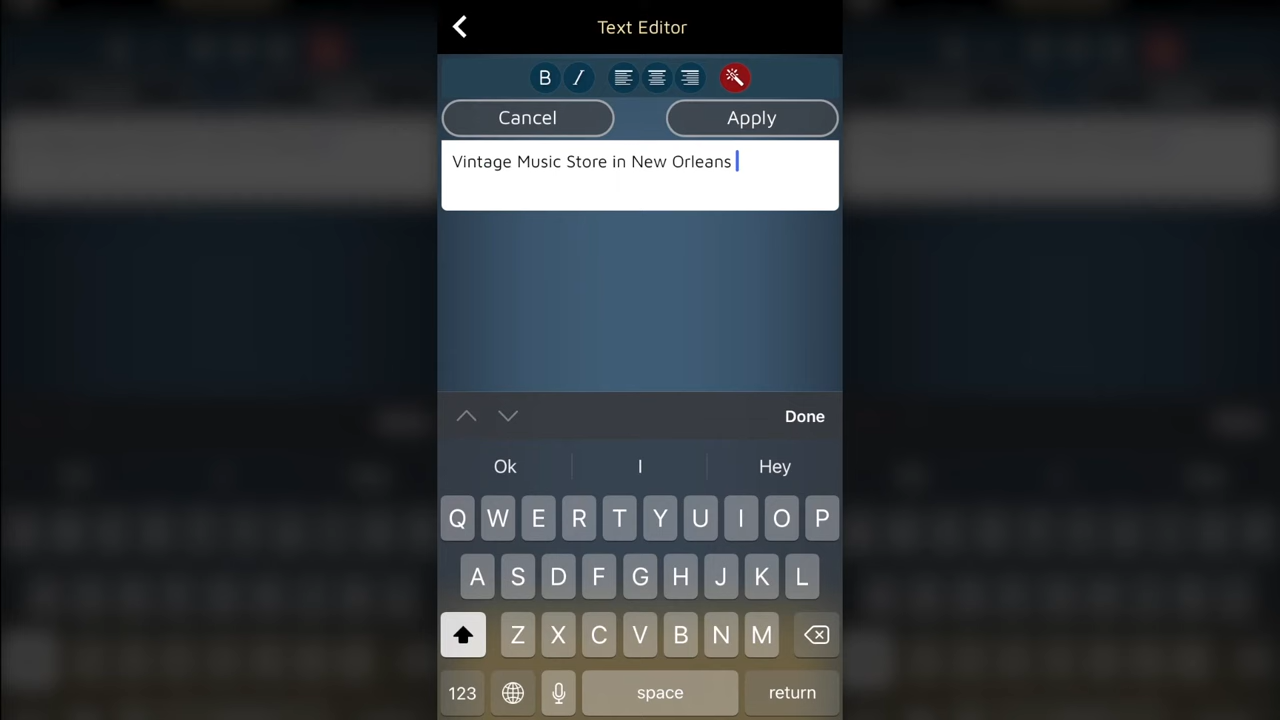 Text Editor
B I
Cancel Apply
Vintage Music Store in New Orleans
Done
Ok I Hey
Q W E R T Y U I O P
A S D F G H J K L
Z X C V B N M
123 space return